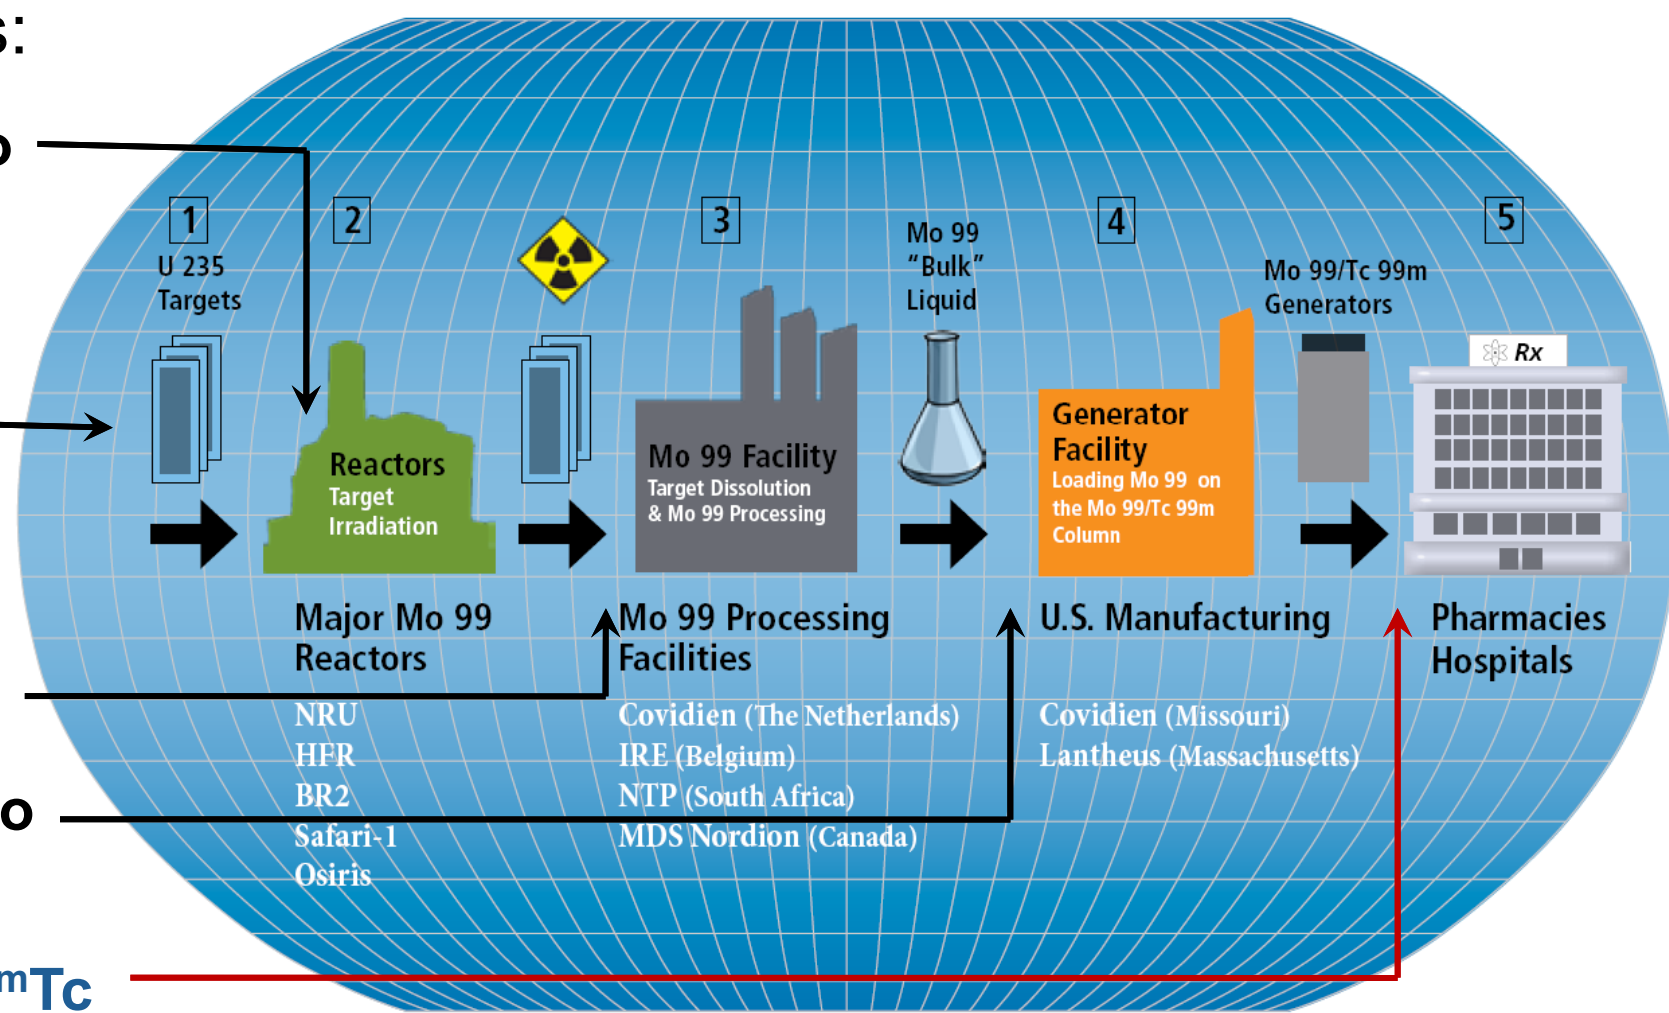 s:
o
1
U 235
Targets
2
3
Mo 99
“Bulk”
Liquid
4
Mo 99/Tc 99m
Generators
5
Rx
Reactors
Target
Irradiation
Mo 99 Facility
Target Dissolution
& Mo 99 Processing
Generator
Facility
Loading Mo 99 on
the Mo 99/Tc 99m
Column
Major Mo 99
Reactors
NRU
HFR
BR2
Safari-1
Osiris
Mo 99 Processing
Facilities
Covidien (The Netherlands)
IRE (Belgium)
NTP (South Africa)
MDS Nordion (Canada)
U.S. Manufacturing
Covidien (Missouri)
Lantheus (Massachusetts)
Pharmacies
Hospitals
o
mTc